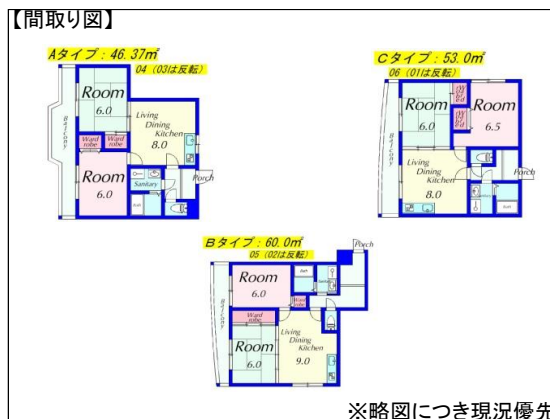 【間取り図】
Aタイプ：46.37㎡
04（03は反転）
Room
6.0
Living
Dining
Kitchen
8.0
Balcony
Ward
robe
Ward
robe
Room
6.0
Sanitary
Bath
Porch
Cタイプ：53.0㎡
06（01は反転）
Room
6.0
Room
6.5
Balcony
Living
Dining
Kitchen
8.0
Porch
Bタイプ：60.0㎡
05（02は反転）
Porch
Room
6.0
Bath
Balcony
Ward
robe
Ward
robe
Room
6.0
Living
Dining
Kitchen
9.0
※略図につき現況優先